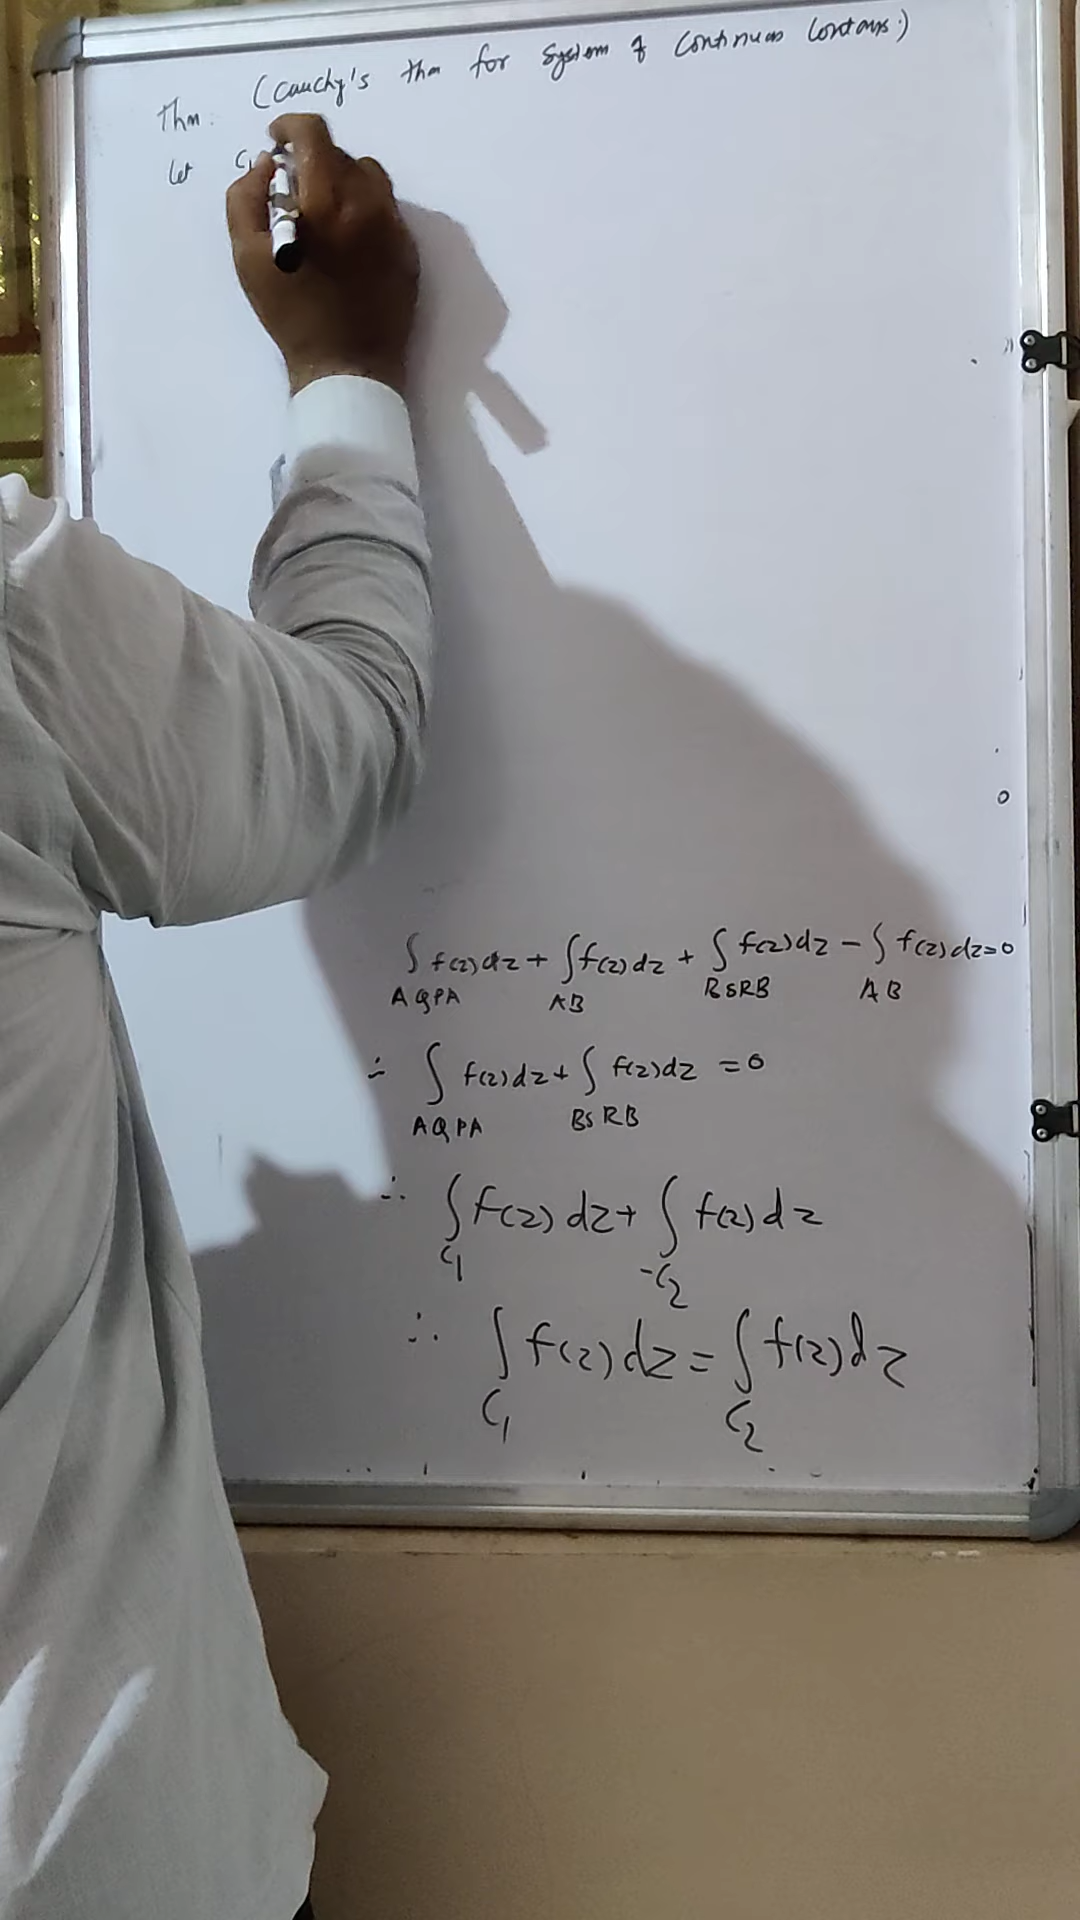 Thm: (Cauchy's thm for system of continuous contours.)
let C₁
∫ f(z)dz + ∫ f(z)dz + ∫ f(z)dz − ∫ f(z)dz=0
AQPA AB BSRB AB
∴ ∫ f(z)dz + ∫ f(z)dz = 0
AQPA BSRB
∴ ∫ f(z) dz + ∫ f(z) dz
C₁ -C₂
∴ ∫ f(z) dz = ∫ f(z) dz
C₁ C₂